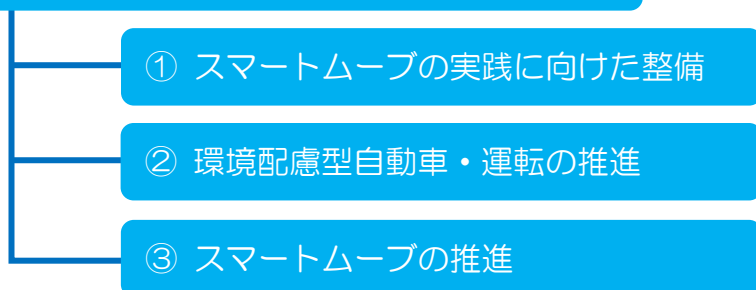 ① スマートムーブの実践に向けた整備
② 環境配慮型自動車・運転の推進
③ スマートムーブの推進